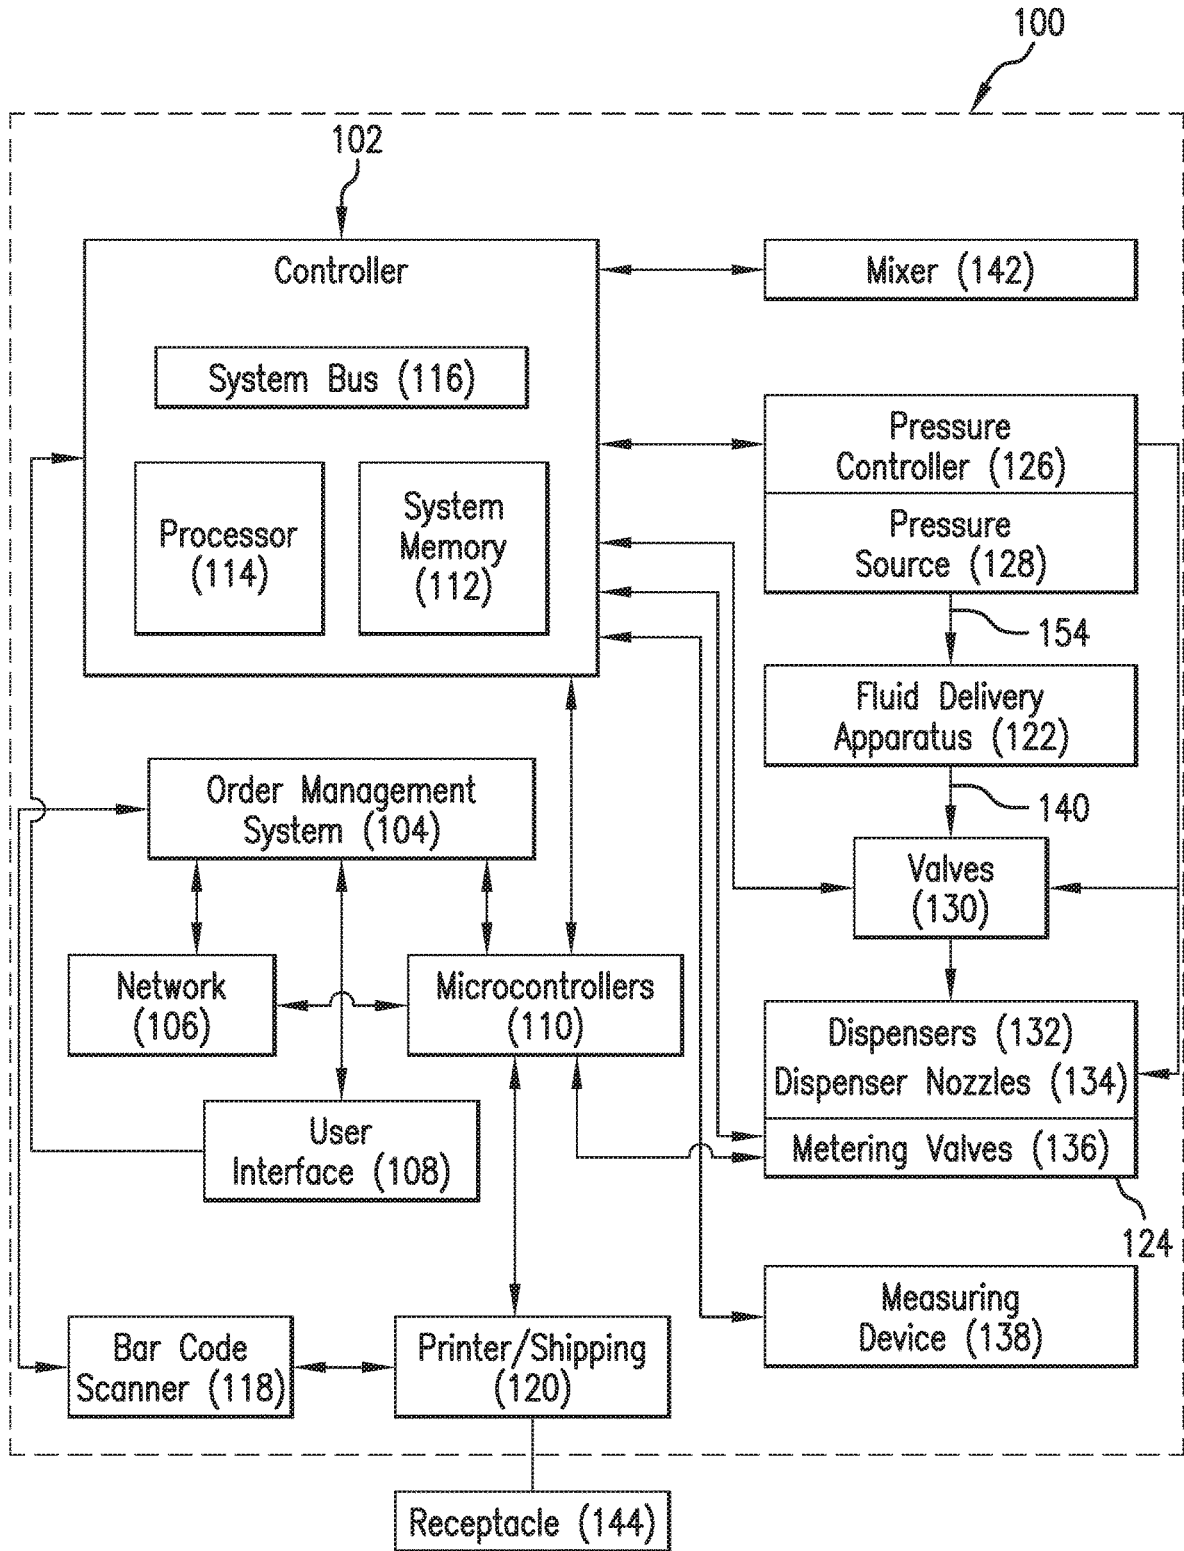 100
102
Controller
Mixer (142)
System Bus (116)
Pressure
Controller (126)
Processor
(114)
System
Memory
(112)
Pressure
Source (128)
154
Fluid Delivery
Apparatus (122)
Order Management
System (104)
140
Valves
(130)
Network
(106)
Microcontrollers
(110)
Dispensers (132)
Dispenser Nozzles (134)
User
Interface (108)
Metering Valves (136)
124
Measuring
Device (138)
Bar Code
Scanner (118)
Printer/Shipping
(120)
Receptacle (144)